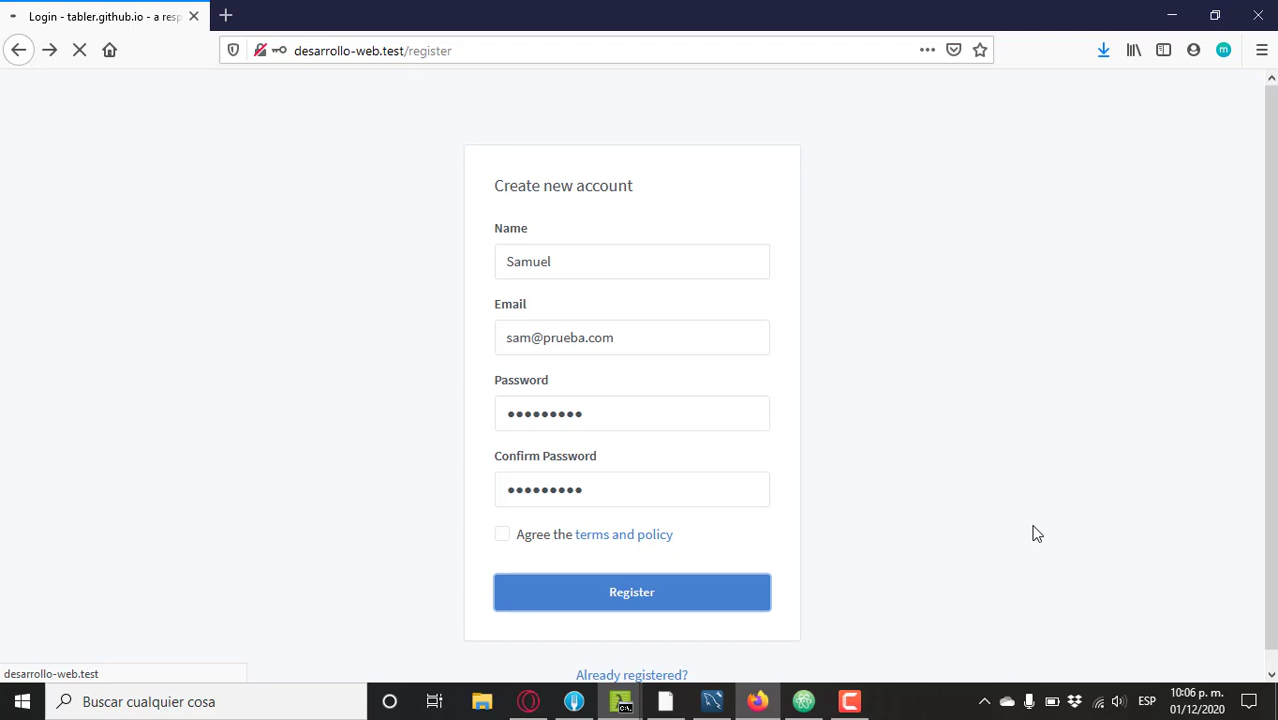 Login - tabler.github.io - a resp
desarrollo-web.test/register
m
Create new account
Name
Samuel
Email
sam@prueba.com
Password
Confirm Password
Agree the terms and policy
Register
Already registered?
desarrollo-web.test
Buscar cualquier cosa
C:\.
ESP
10:06 p. m.
01/12/2020